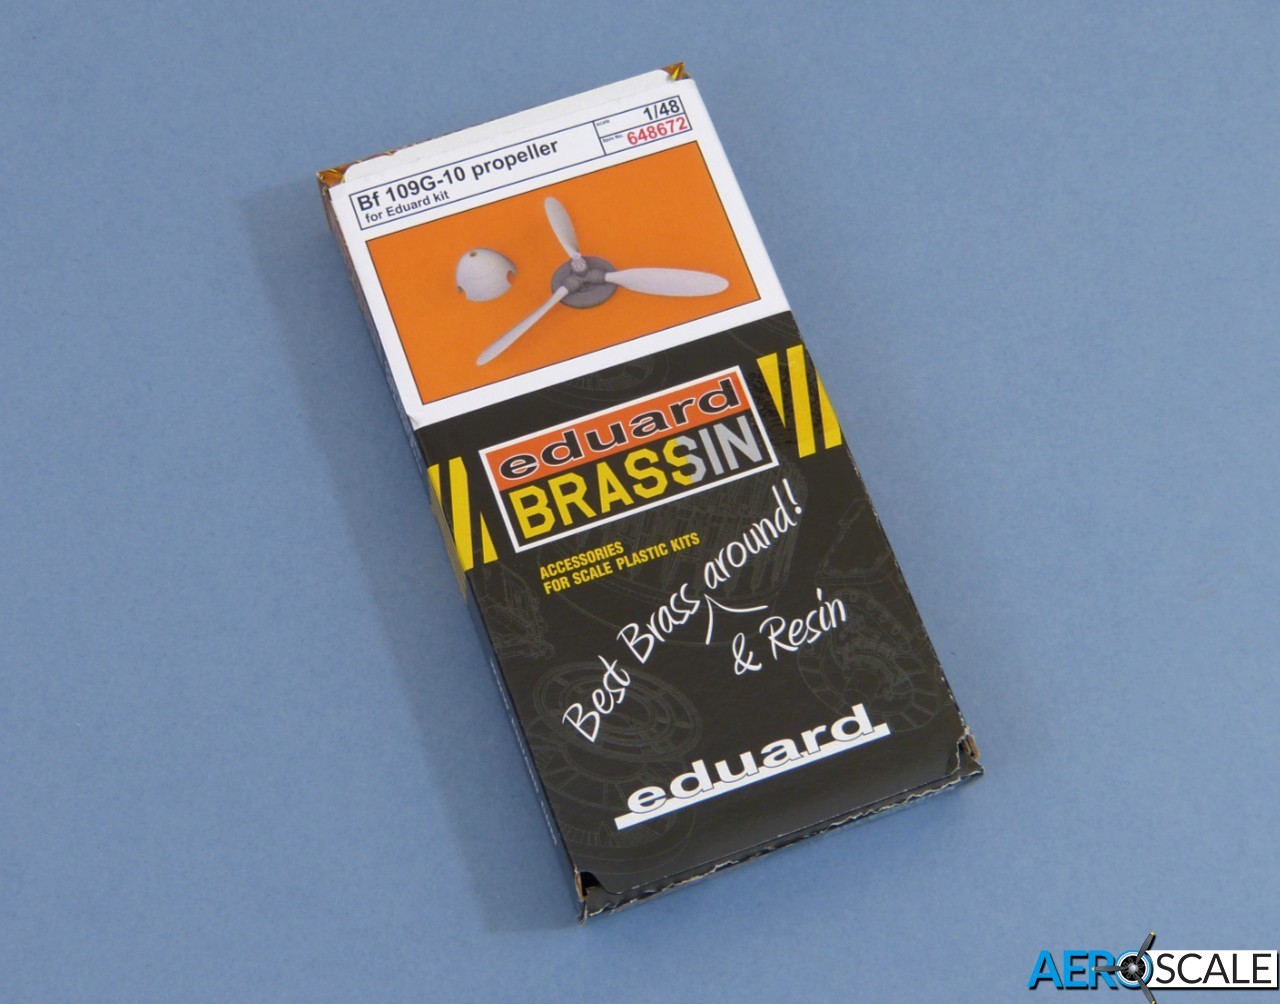 Bf 109G-10 propeller
for Eduard kit
scale 1/48
Item No. 648672
eduard
BRASSIN
ACCESSORIES
FOR SCALE PLASTIC KITS
Best Brass around!
& Resin
eduard
AEROSCALE